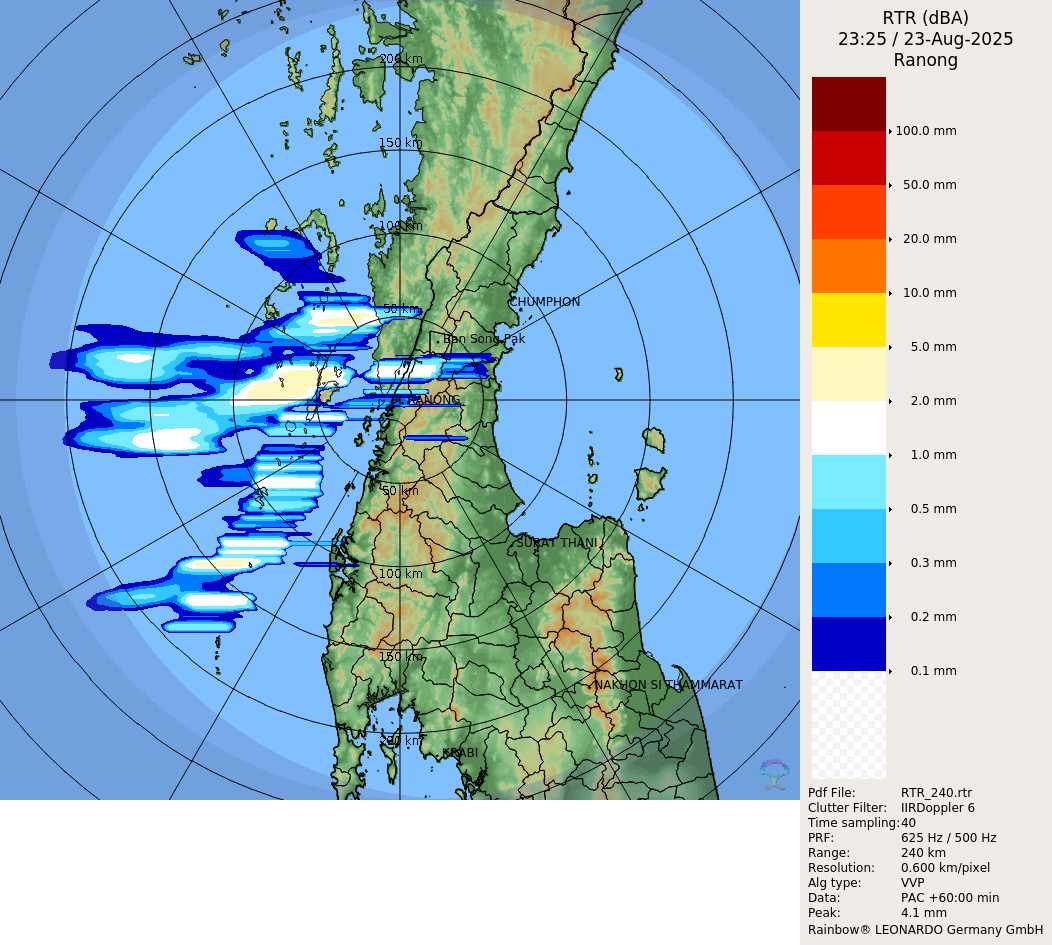 RTR (dBA)
23:25 / 23-Aug-2025
Ranong
200 km
150 km
100 km
50 km
CHUMPHON
Ban Song Pak
RANONG
50 km
SURAT THANI
100 km
150 km
NAKHON SI THAMMARAT
200 km
KRABI
100.0 mm
50.0 mm
20.0 mm
10.0 mm
5.0 mm
2.0 mm
1.0 mm
0.5 mm
0.3 mm
0.2 mm
0.1 mm
Pdf File: RTR_240.rtr
Clutter Filter: IIRDoppler 6
Time sampling: 40
PRF: 625 Hz / 500 Hz
Range: 240 km
Resolution: 0.600 km/pixel
Alg type: VVP
Data: PAC +60:00 min
Peak: 4.1 mm
Rainbow® LEONARDO Germany GmbH